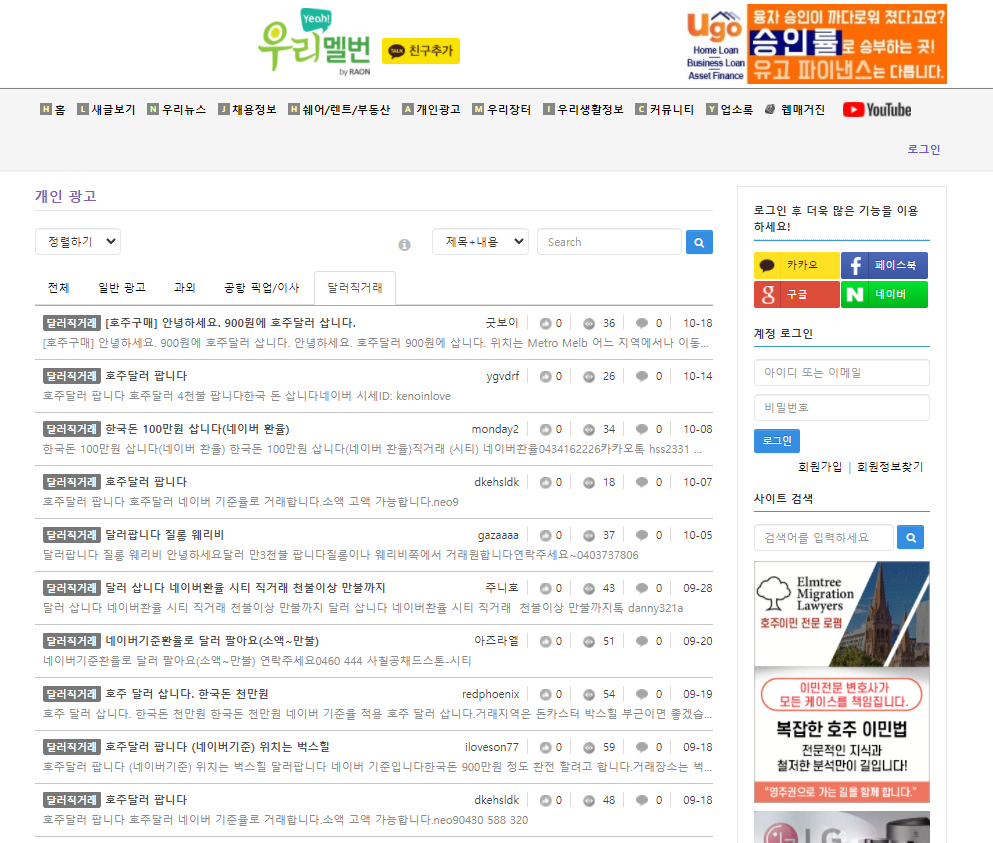 Yeah!
우리멜번
by RAON
TALK 친구추가
Ugo
Home Loan
Business Loan
Asset Finance
융자 승인이 까다로워 졌다고요?
승인률로 승부하는 곳!
유고 파이낸스는 다릅니다.
H 홈 L 새글보기 N 우리뉴스 J 채용정보 H 쉐어/렌트/부동산 A 개인광고 M 우리장터 I 우리생활정보 C 커뮤니티 Y 업소록 웹매거진 YouTube
로그인
개인 광고
정렬하기 제목+내용 Search
전체 일반 광고 과외 공항 픽업/이사 달러직거래
달러직거래 [호주구매] 안녕하세요. 900원에 호주달러 삽니다. 굿보이 0 36 0 10-18
[호주구매] 안녕하세요. 900원에 호주달러 삽니다. 안녕하세요. 호주달러 900원에 삽니다. 위치는 Metro Melb 어느 지역에서나 이동...
달러직거래 호주달러 팝니다 ygvdrf 0 26 0 10-14
호주달러 팝니다 호주달러 4천불 팝니다한국 돈 삽니다네이버 시세ID: kenoinlove
달러직거래 한국돈 100만원 삽니다(네이버 환율) monday2 0 34 0 10-08
한국돈 100만원 삽니다(네이버 환율) 한국돈 100만원 삽니다(네이버 환율)직거래 (시티) 네이버환율0434162226카카오톡 hss2331 ...
달러직거래 호주달러 팝니다 dkehsldk 0 18 0 10-07
호주달러 팝니다 호주달러 네이버 기준율로 거래합니다.소액 고액 가능합니다.neo9
달러직거래 달러팝니다 질롱 웨리비 gazaaaa 0 37 0 10-05
달러팝니다 질롱 웨리비 안녕하세요달러 만3천불 팝니다질롱이나 웨리비쪽에서 거래원합니다연락주세요~0403737806
달러직거래 달러 삽니다 네이버환율 시티 직거래 천불이상 만불까지 주니호 0 43 0 09-28
달러 삽니다 네이버환율 시티 직거래 천불이상 만불까지 달러 삽니다 네이버환율 시티 직거래 천불이상 만불까지톡 danny321a
달러직거래 네이버기준환율로 달러 팔아요(소액~만불) 아즈라엘 0 51 0 09-20
네이버기준환율로 달러 팔아요(소액~만불) 연락주세요0460 444 사칠공채드스톤-시티
달러직거래 호주 달러 삽니다. 한국돈 천만원 redphoenix 0 54 0 09-19
호주 달러 삽니다. 한국돈 천만원 한국돈 천만원 네이버 기준율 적용 호주 달러 삽니다.거래지역은 돈카스터 박스힐 부근이면 좋겠습...
달러직거래 호주달러 팝니다 (네이버기준) 위치는 벅스힐 iloveson77 0 59 0 09-18
호주달러 팝니다 (네이버기준) 위치는 벅스힐 달러팝니다 네이버 기준입니다한국돈 900만원 정도 환전 할려고 합니다.거래장소는 벅...
달러직거래 호주달러 팝니다 dkehsldk 0 48 0 09-18
호주달러 팝니다 호주달러 네이버 기준율로 거래합니다.소액 고액 가능합니다.neo90430 588 320
로그인 후 더욱 많은 기능을 이용
하세요!
카카오 페이스북
구글 네이버
계정 로그인
아이디 또는 이메일
비밀번호
로그인
회원가입 | 회원정보찾기
사이트 검색
검색어를 입력하세요
Elmtree
Migration
Lawyers
호주이민 전문 로펌
이민전문 변호사가
모든 케이스를 책임집니다.
복잡한 호주 이민법
전문적인 지식과
철저한 분석만이 길입니다!
“영주권으로 가는 길을 함께 합니다.”
LG